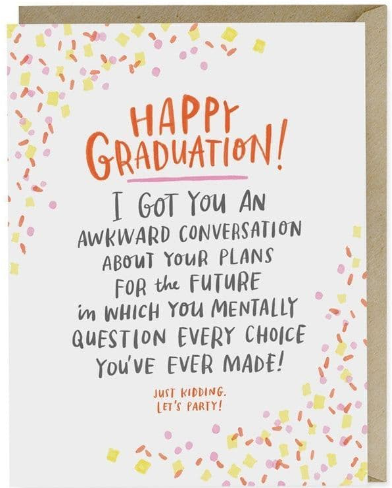 HAPPY
GRADUATION!
I GOT YOU AN
AWKWARD CONVERSATION
ABOUT YOUR PLANS
FOR the FUTURE
in WHICH YOU MENTALLY
QUESTION EVERY CHOICE
YOU'VE EVER MADE!
JUST KIDDING.
LET'S PARTY!